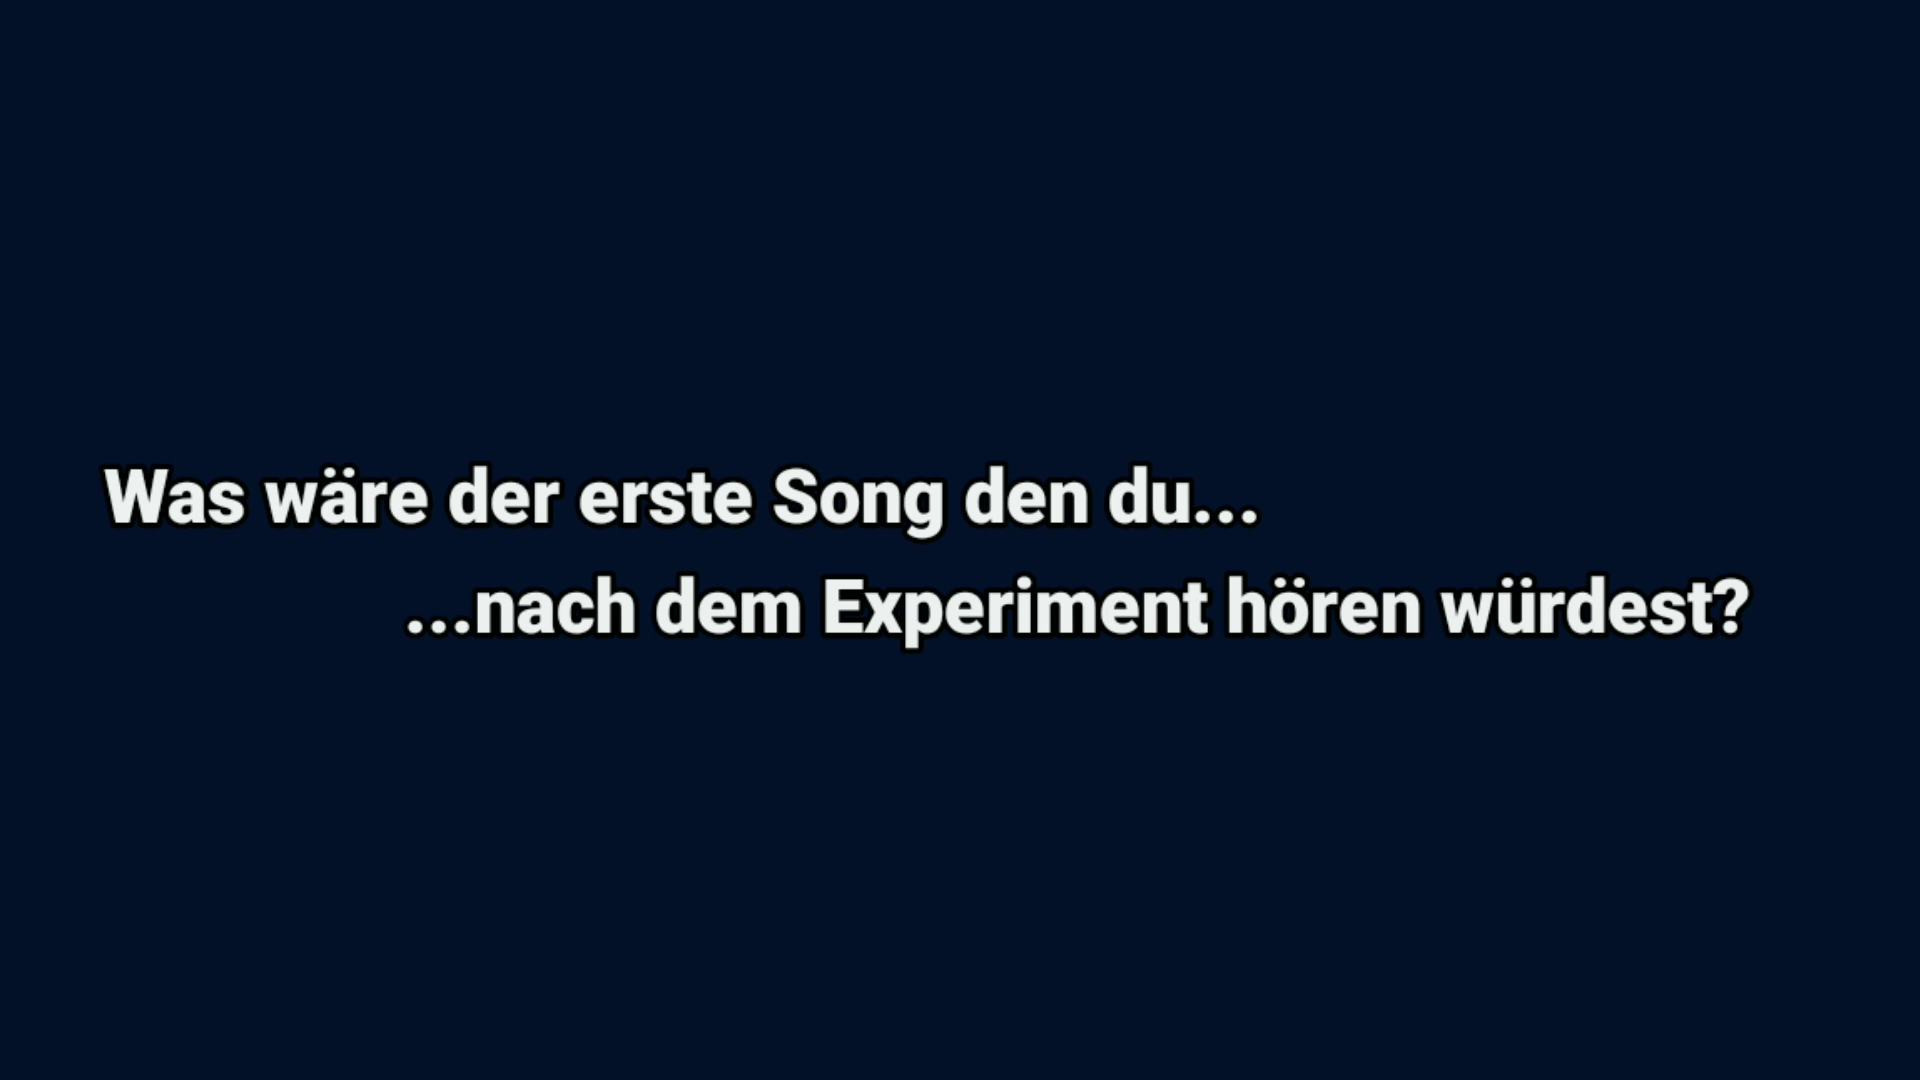 Was wäre der erste Song den du...
...nach dem Experiment hören würdest?